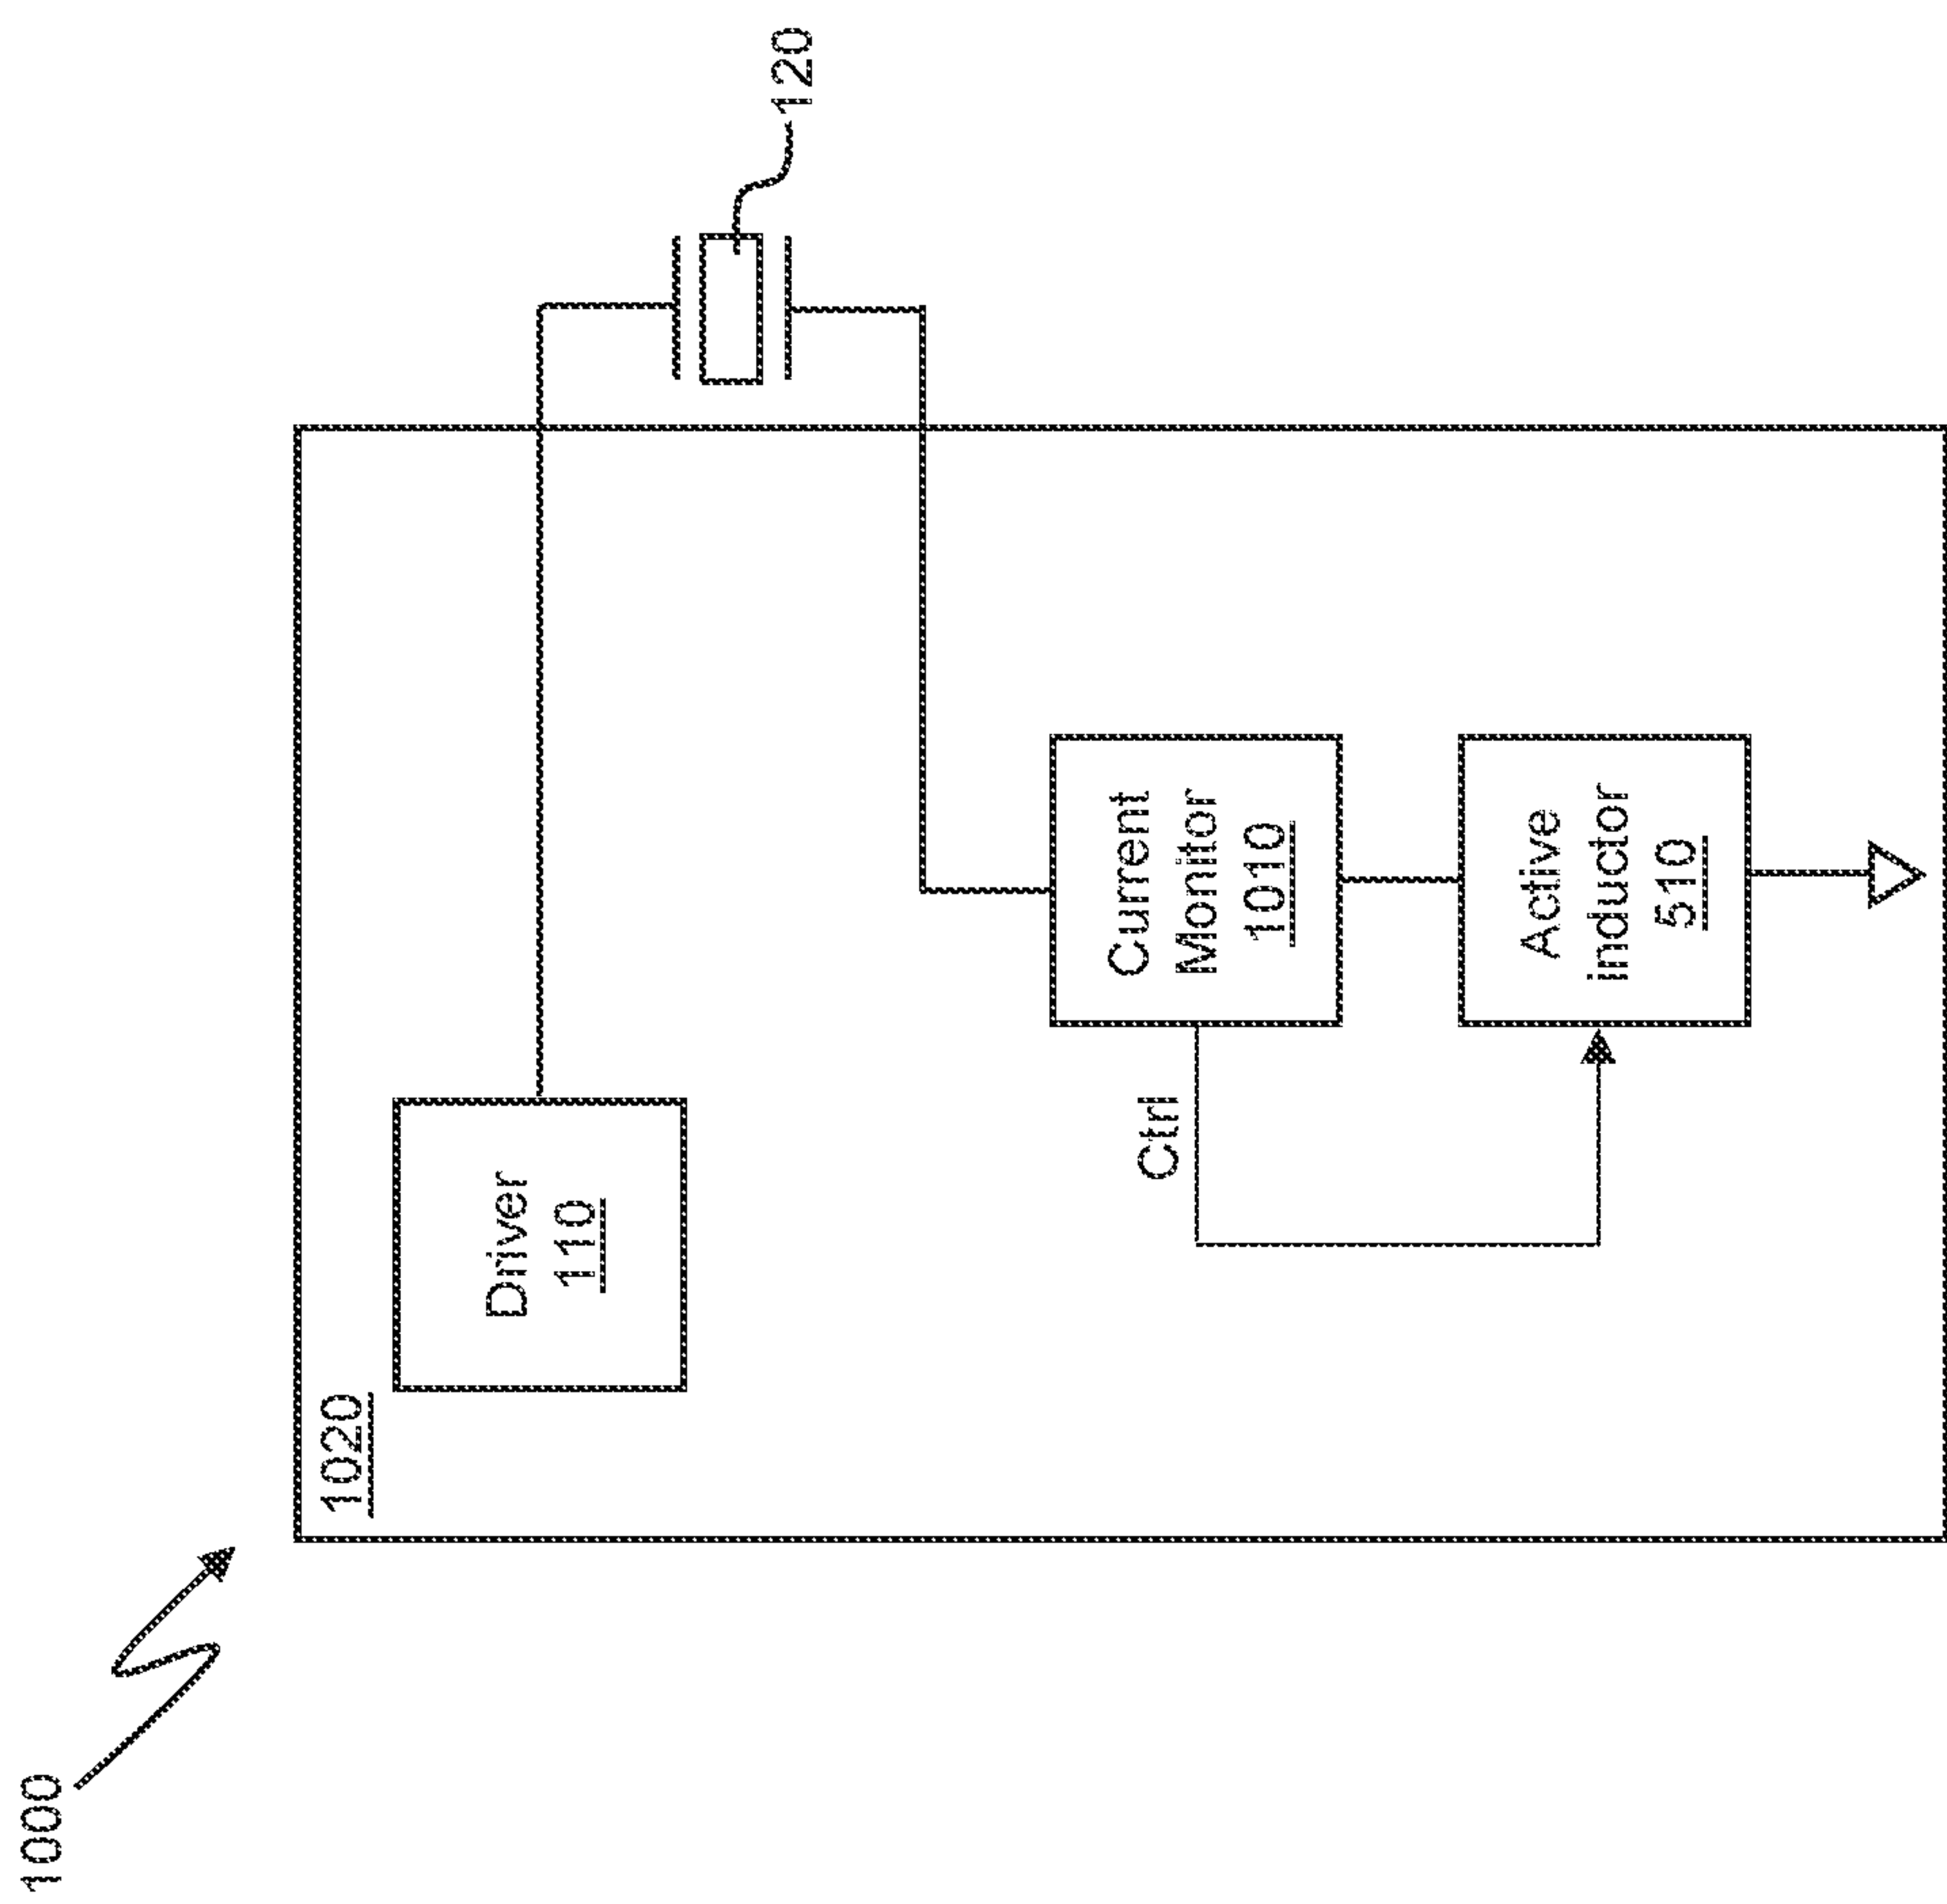 1000
1020
Driver
110
120
Ctrl
Current
Monitor
1010
Active
inductor
510